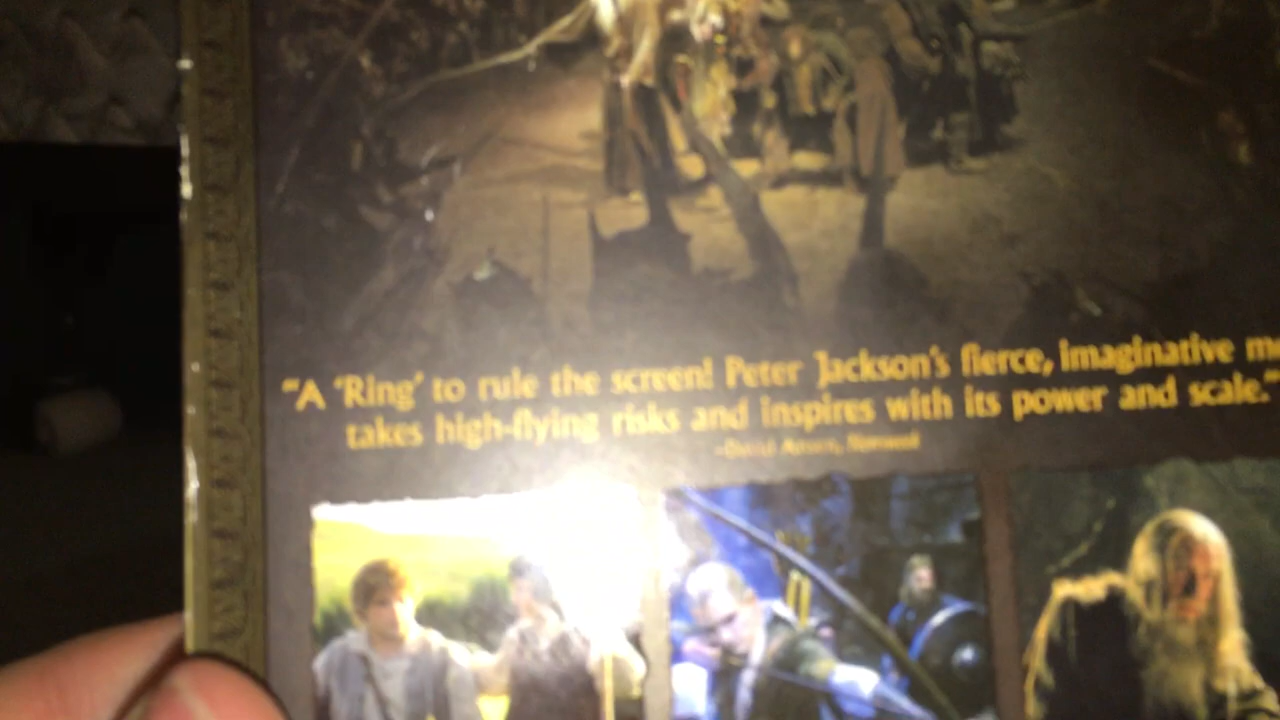 “A ‘Ring’ to rule the screen! Peter Jackson’s fierce, imaginative
takes high-flying risks and inspires with its power and scale.”